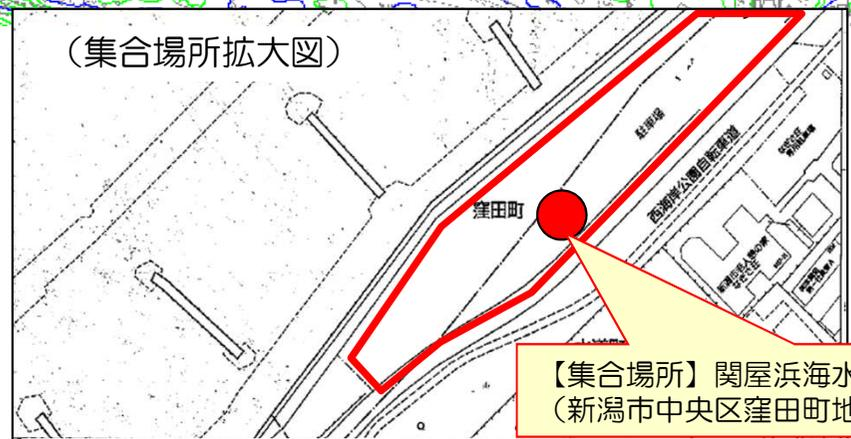 （集合場所拡大図）
駐車場
窪田町
西海岸公園自転車道
【集合場所】関屋浜海水
（新潟市中央区窪田町地